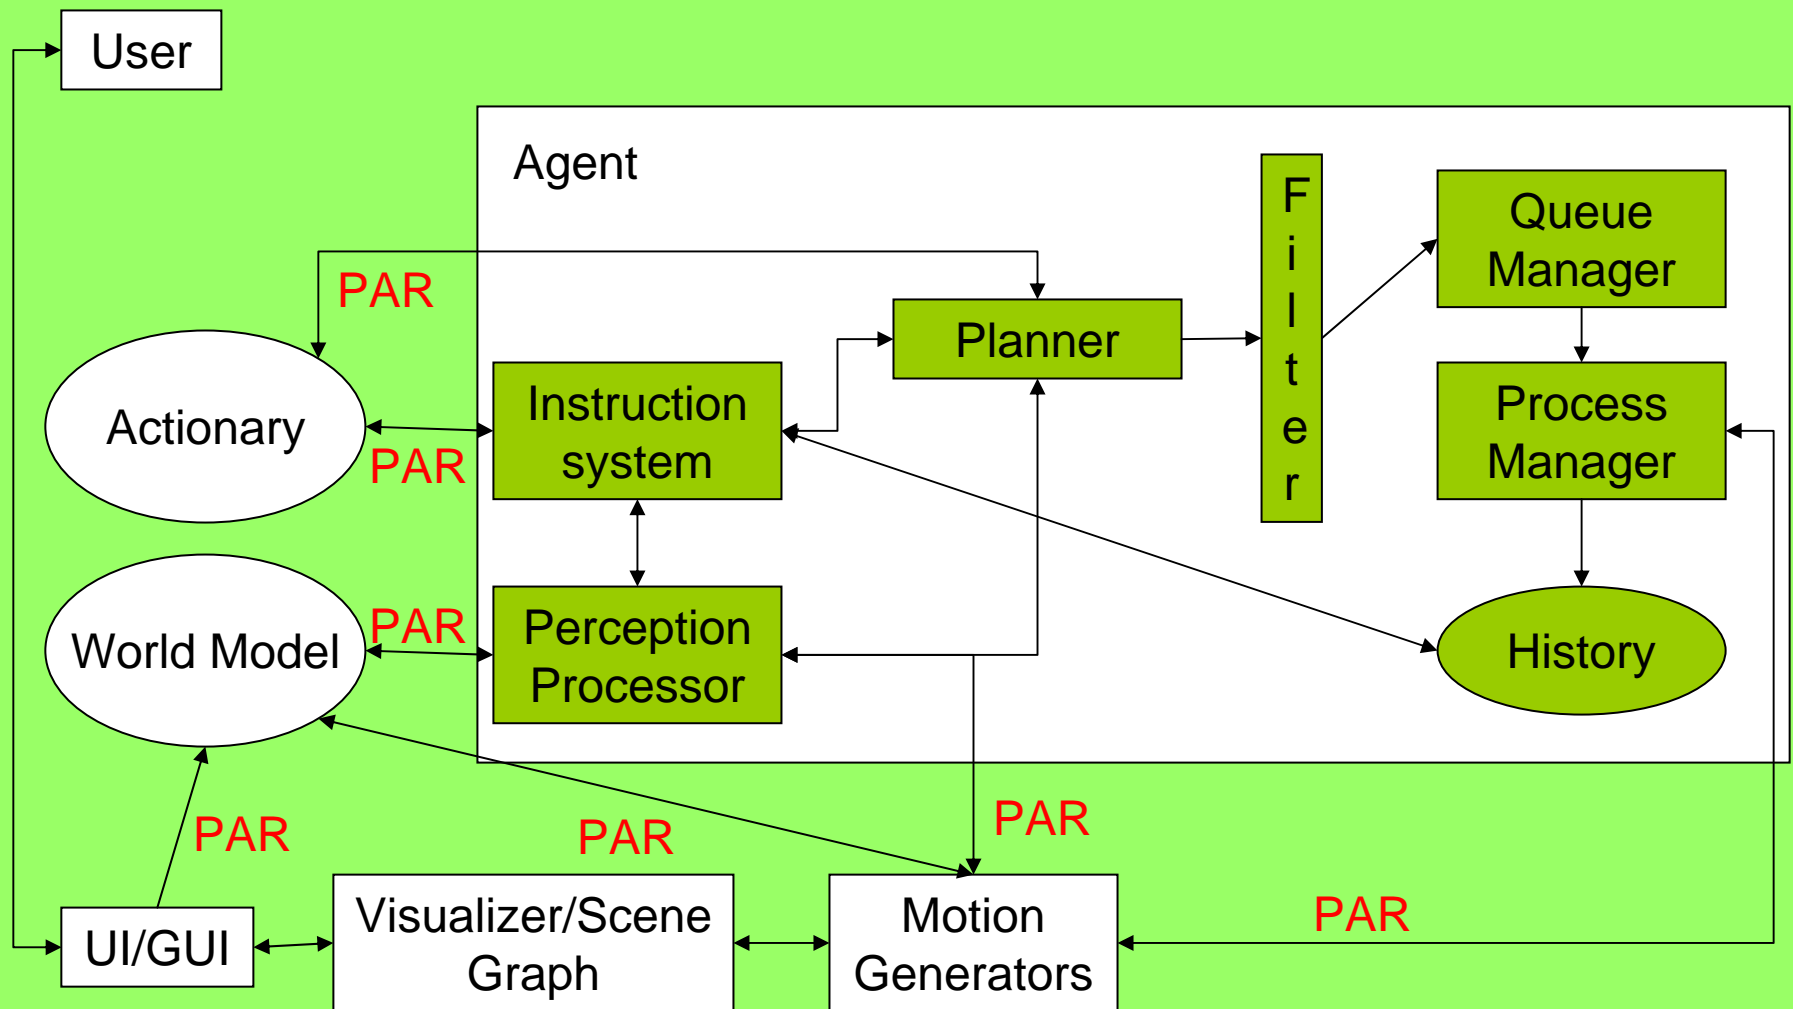 User
Agent
Filter
Queue
Manager
PAR
Planner
Actionary
PAR
Instruction
system
Process
Manager
World Model
PAR
Perception
Processor
History
PAR
PAR
PAR
UI/GUI
Visualizer/Scene
Graph
Motion
Generators
PAR